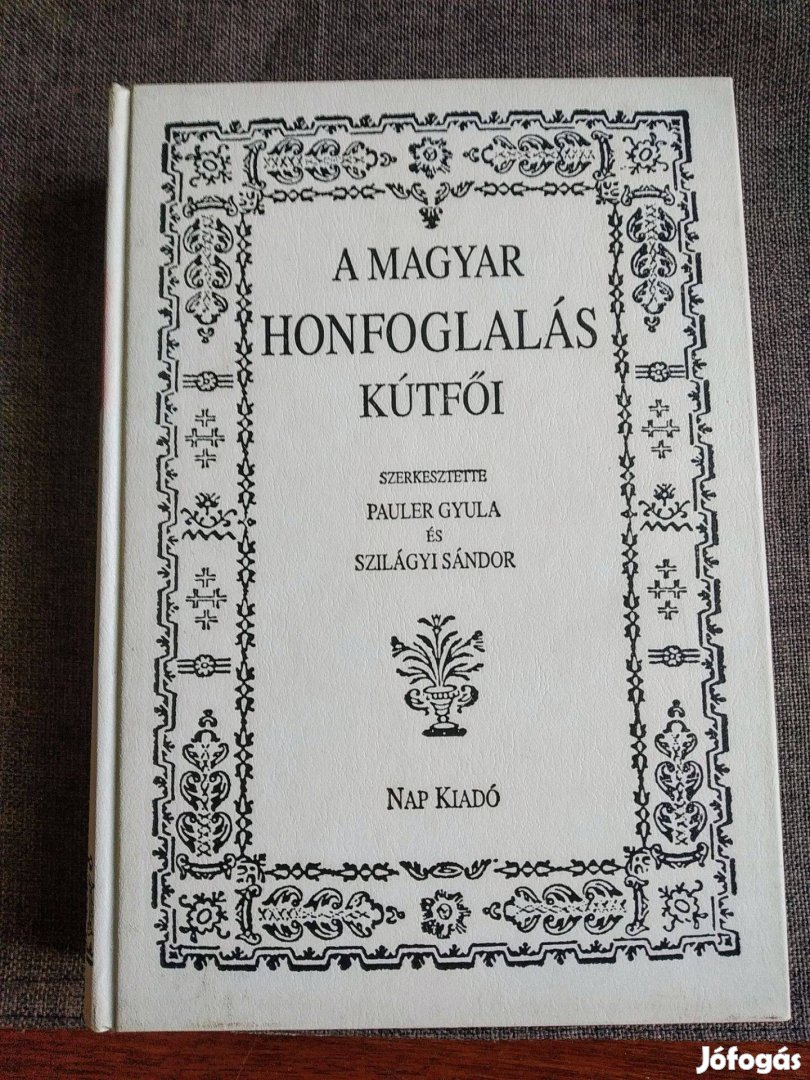 A MAGYAR
HONFOGLALÁS
KÚTFŐI
SZERKESZTETTE
PAULER GYULA
ÉS
SZILÁGYI SÁNDOR
NAP KIADÓ
Jófogás